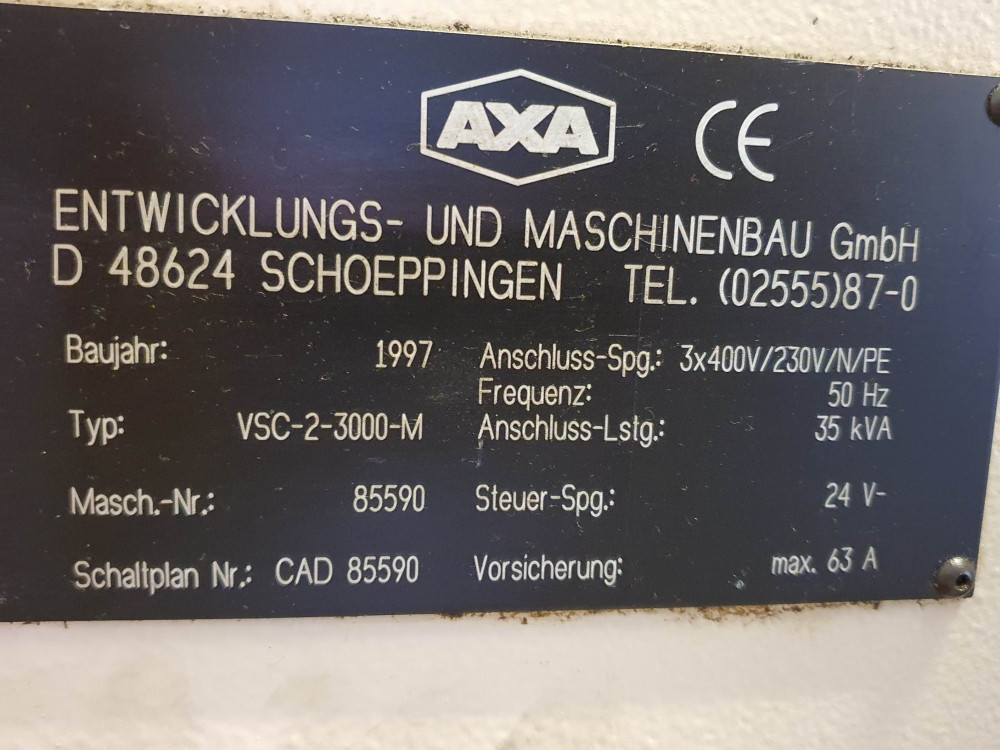 AXA CE
ENTWICKLUNGS- UND MASCHINENBAU GmbH
D 48624 SCHOEPPINGEN TEL. (02555)87-0
Baujahr: 1997 Anschluss-Spg.: 3x400V/230V/N/PE
Frequenz: 50 Hz
Typ: VSC-2-3000-M Anschluss-Lstg.: 35 kVA
Masch.-Nr.: 85590 Steuer-Spg.: 24 V-
Schaltplan Nr.: CAD 85590 Vorsicherung: max. 63 A